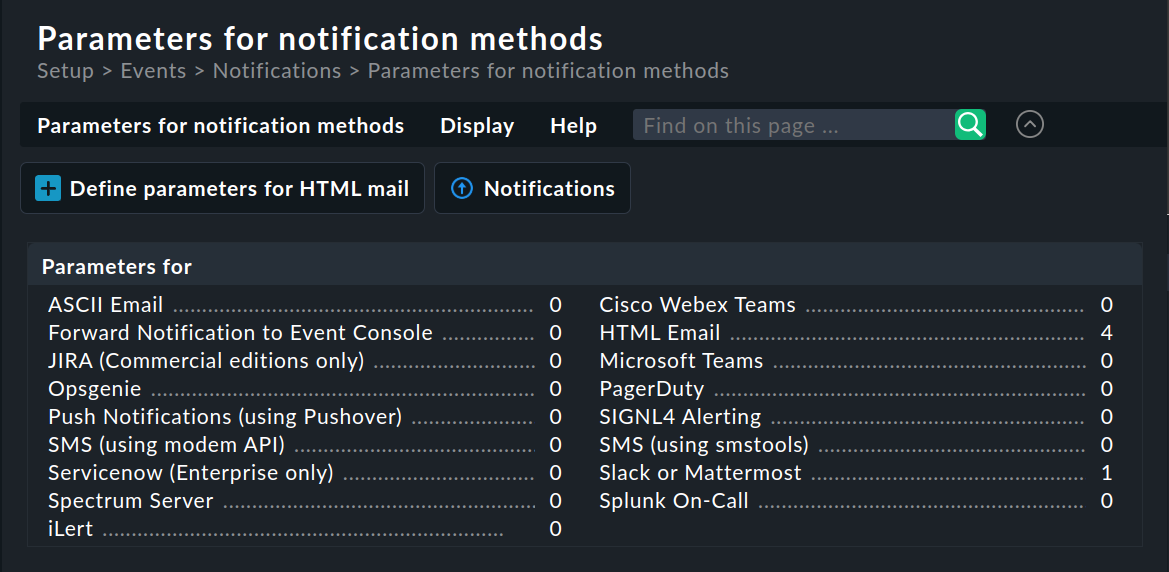 Parameters for notification methods
Setup > Events > Notifications > Parameters for notification methods
Parameters for notification methods Display Help Find on this page ...
Define parameters for HTML mail Notifications
Parameters for
ASCII Email 0 Cisco Webex Teams 0
Forward Notification to Event Console 0 HTML Email 4
JIRA (Commercial editions only) 0 Microsoft Teams 0
Opsgenie 0 PagerDuty 0
Push Notifications (using Pushover) 0 SIGNL4 Alerting 0
SMS (using modem API) 0 SMS (using smstools) 0
Servicenow (Enterprise only) 0 Slack or Mattermost 1
Spectrum Server 0 Splunk On-Call 0
iLert 0